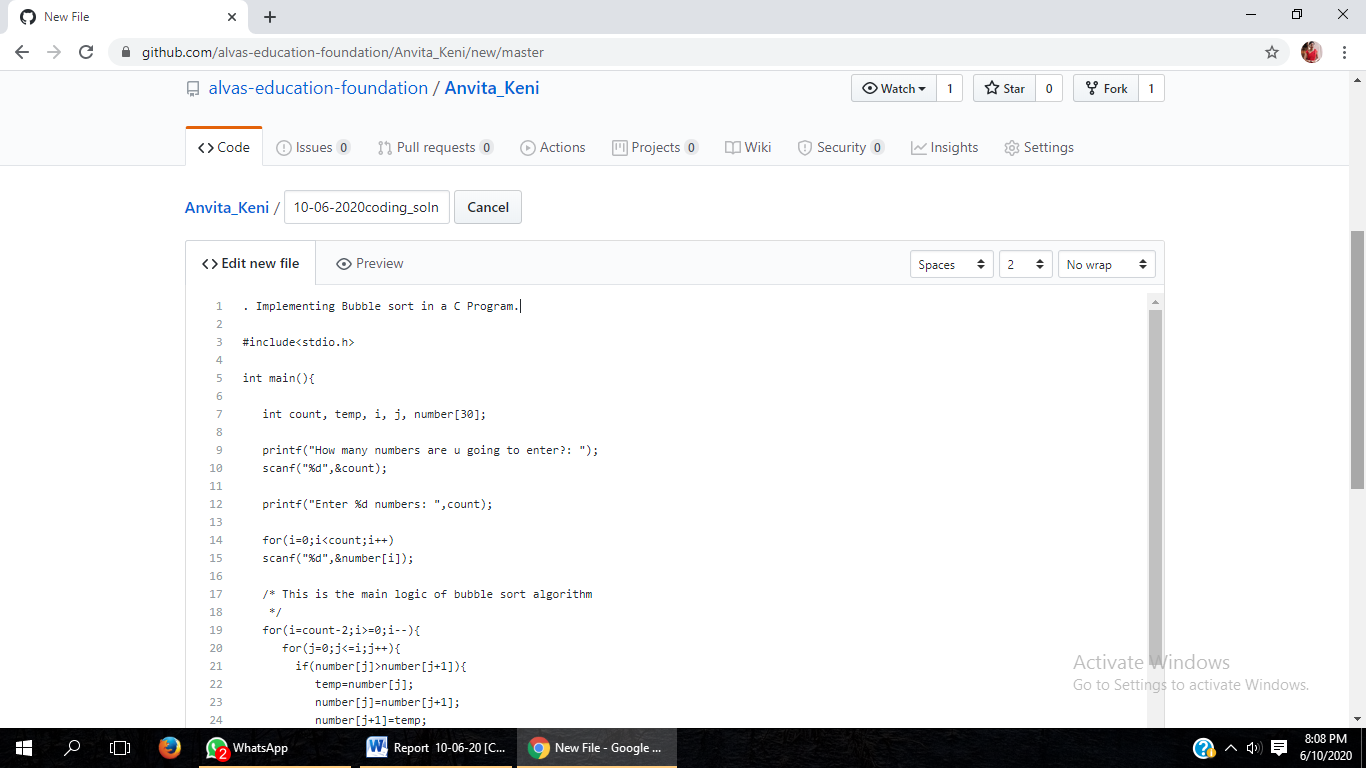 New File
github.com/alvas-education-foundation/Anvita_Keni/new/master
alvas-education-foundation / Anvita_Keni
Watch 1
Star 0
Fork 1
<> Code
Issues 0
Pull requests 0
Actions
Projects 0
Wiki
Security 0
Insights
Settings
Anvita_Keni / 10-06-2020coding_soln Cancel
<> Edit new file
Preview
Spaces
2
No wrap
1 . Implementing Bubble sort in a C Program.
2
3 #include<stdio.h>
4
5 int main(){
6
7 int count, temp, i, j, number[30];
8
9 printf("How many numbers are u going to enter?: ");
10 scanf("%d",&count);
11
12 printf("Enter %d numbers: ",count);
13
14 for(i=0;i<count;i++)
15 scanf("%d",&number[i]);
16
17 /* This is the main logic of bubble sort algorithm
18 */
19 for(i=count-2;i>=0;i--){
20 for(j=0;j<=i;j++){
21 if(number[j]>number[j+1]){
22 temp=number[j];
23 number[j]=number[j+1];
24 number[j+1]=temp;
Activate Windows
Go to Settings to activate Windows.
2
WhatsApp
Report 10-06-20 [C...
New File - Google ...
8:08 PM
6/10/2020